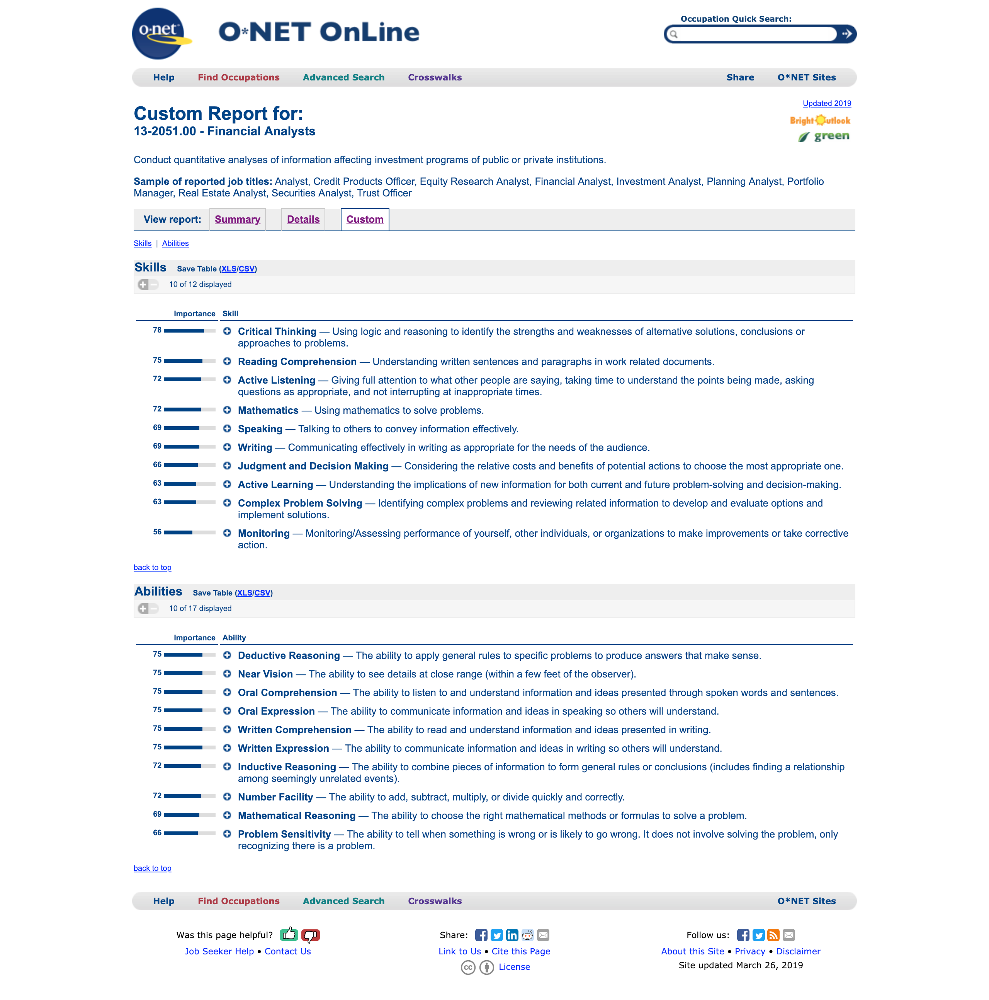 o·net®
O*NET OnLine
Occupation Quick Search:
Help Find Occupations Advanced Search Crosswalks Share O*NET Sites
Updated 2019
Custom Report for:
13-2051.00 - Financial Analysts
Bright Outlook
green
Conduct quantitative analyses of information affecting investment programs of public or private institutions.
Sample of reported job titles: Analyst, Credit Products Officer, Equity Research Analyst, Financial Analyst, Investment Analyst, Planning Analyst, Portfolio
Manager, Real Estate Analyst, Securities Analyst, Trust Officer
View report: Summary Details Custom
Skills | Abilities
Skills Save Table (XLS/CSV)
10 of 12 displayed
Importance Skill
78 Critical Thinking — Using logic and reasoning to identify the strengths and weaknesses of alternative solutions, conclusions or
approaches to problems.
75 Reading Comprehension — Understanding written sentences and paragraphs in work related documents.
72 Active Listening — Giving full attention to what other people are saying, taking time to understand the points being made, asking
questions as appropriate, and not interrupting at inappropriate times.
72 Mathematics — Using mathematics to solve problems.
69 Speaking — Talking to others to convey information effectively.
69 Writing — Communicating effectively in writing as appropriate for the needs of the audience.
66 Judgment and Decision Making — Considering the relative costs and benefits of potential actions to choose the most appropriate one.
63 Active Learning — Understanding the implications of new information for both current and future problem-solving and decision-making.
63 Complex Problem Solving — Identifying complex problems and reviewing related information to develop and evaluate options and
implement solutions.
56 Monitoring — Monitoring/Assessing performance of yourself, other individuals, or organizations to make improvements or take corrective
action.
back to top
Abilities Save Table (XLS/CSV)
10 of 17 displayed
Importance Ability
75 Deductive Reasoning — The ability to apply general rules to specific problems to produce answers that make sense.
75 Near Vision — The ability to see details at close range (within a few feet of the observer).
75 Oral Comprehension — The ability to listen to and understand information and ideas presented through spoken words and sentences.
75 Oral Expression — The ability to communicate information and ideas in speaking so others will understand.
75 Written Comprehension — The ability to read and understand information and ideas presented in writing.
75 Written Expression — The ability to communicate information and ideas in writing so others will understand.
72 Inductive Reasoning — The ability to combine pieces of information to form general rules or conclusions (includes finding a relationship
among seemingly unrelated events).
72 Number Facility — The ability to add, subtract, multiply, or divide quickly and correctly.
69 Mathematical Reasoning — The ability to choose the right mathematical methods or formulas to solve a problem.
66 Problem Sensitivity — The ability to tell when something is wrong or is likely to go wrong. It does not involve solving the problem, only
recognizing there is a problem.
back to top
Help Find Occupations Advanced Search Crosswalks O*NET Sites
Was this page helpful? Share: Follow us:
Job Seeker Help • Contact Us Link to Us • Cite this Page About this Site • Privacy • Disclaimer
cc License Site updated March 26, 2019